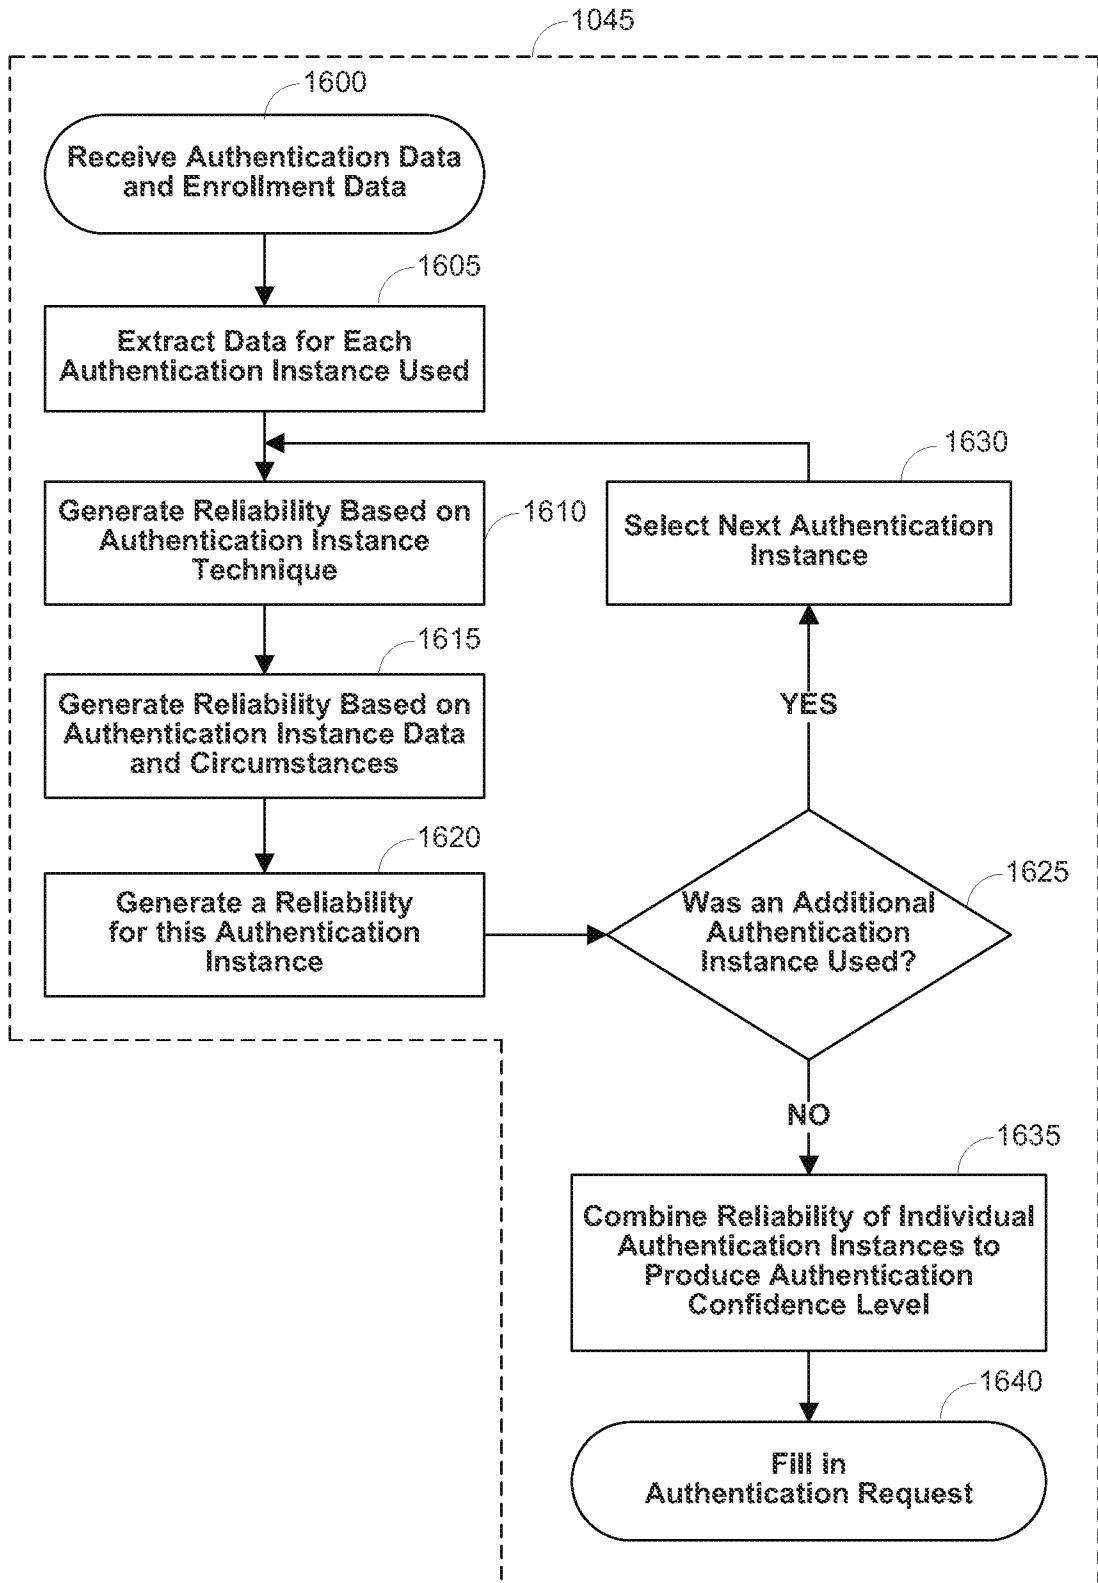 1045
1600
Receive Authentication Data
and Enrollment Data
1605
Extract Data for Each
Authentication Instance Used
1610
Generate Reliability Based on
Authentication Instance
Technique
1630
Select Next Authentication
Instance
1615
Generate Reliability Based on
Authentication Instance Data
and Circumstances
YES
1620
Generate a Reliability
for this Authentication
Instance
1625
Was an Additional
Authentication
Instance Used?
NO
1635
Combine Reliability of Individual
Authentication Instances to
Produce Authentication
Confidence Level
1640
Fill in
Authentication Request